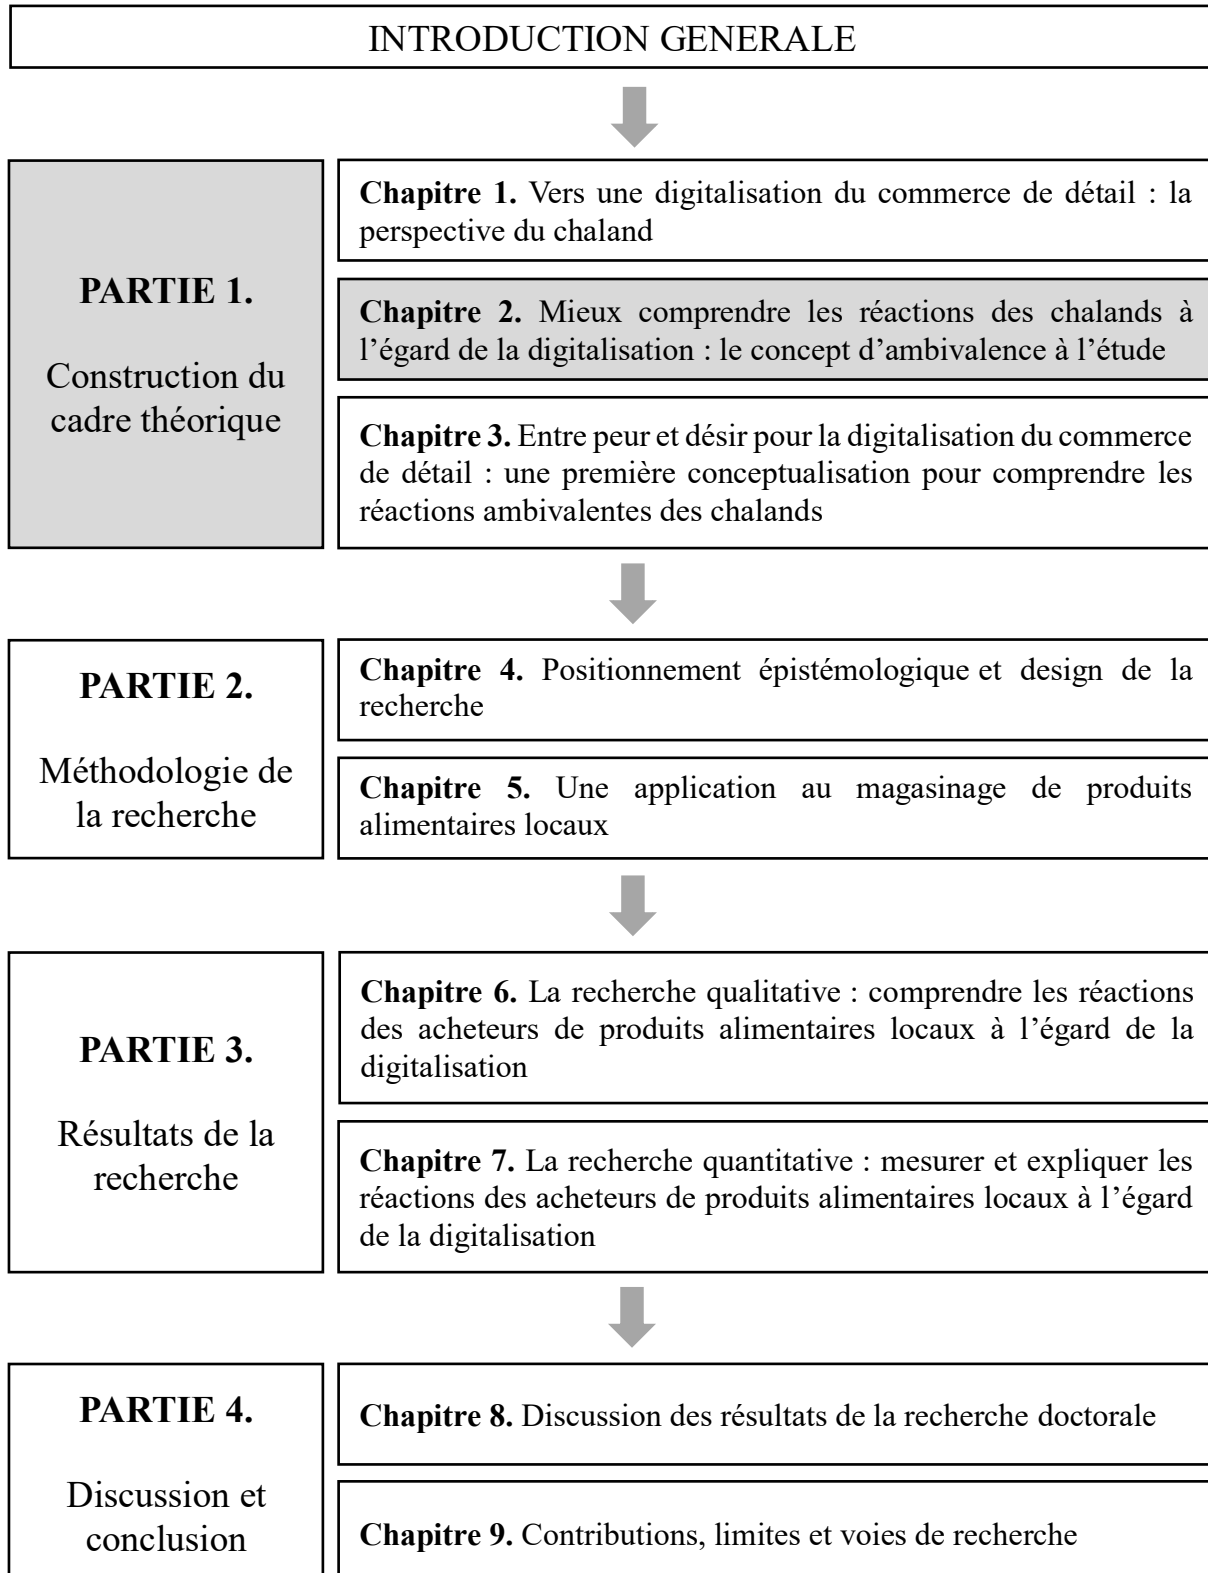 INTRODUCTION GENERALE
PARTIE 1.
Construction du
cadre théorique
Chapitre 1. Vers une digitalisation du commerce de détail : la
perspective du chaland
Chapitre 2. Mieux comprendre les réactions des chalands à
l’égard de la digitalisation : le concept d’ambivalence à l’étude
Chapitre 3. Entre peur et désir pour la digitalisation du commerce
de détail : une première conceptualisation pour comprendre les
réactions ambivalentes des chalands
PARTIE 2.
Méthodologie de
la recherche
Chapitre 4. Positionnement épistémologique et design de la
recherche
Chapitre 5. Une application au magasinage de produits
alimentaires locaux
PARTIE 3.
Résultats de la
recherche
Chapitre 6. La recherche qualitative : comprendre les réactions
des acheteurs de produits alimentaires locaux à l’égard de la
digitalisation
Chapitre 7. La recherche quantitative : mesurer et expliquer les
réactions des acheteurs de produits alimentaires locaux à l’égard
de la digitalisation
PARTIE 4.
Discussion et
conclusion
Chapitre 8. Discussion des résultats de la recherche doctorale
Chapitre 9. Contributions, limites et voies de recherche